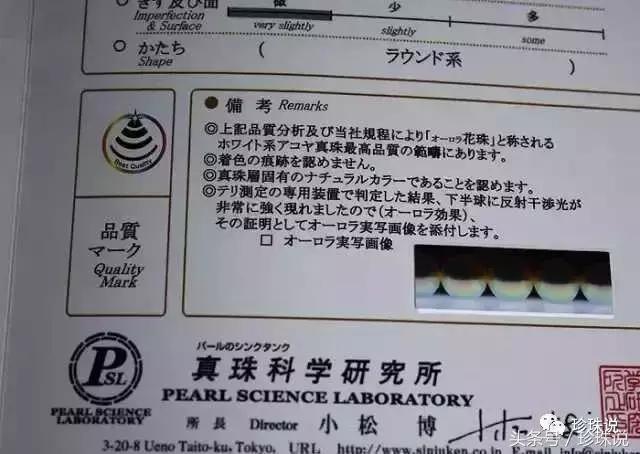 きず及び面 微 少 多
Imperfection
& Surface
very slightly slightly some
かたち ( ラウンド系 )
Shape
備考 Remarks
◎上記品質分析及び当社規程により「オーロラ花珠」と称される
ホワイト系アコヤ真珠最高品質の範疇にあります。
◎着色の痕跡を認めません。
◎真珠層固有のナチュラルカラーであることを認めます。
◎テリ測定の専用装置で判定した結果、下半球に反射干渉光が
非常に強く現れましたので(オーロラ効果)、
その証明としてオーロラ実写画像を添付します。
□ オーロラ実写画像
Best Quality
品質
マーク
Quality
Mark
PSL
PEARL SCIENCE
LABORATORY
パールのシンクタンク
真珠科学研究所
PEARL SCIENCE LABORATORY
所長 Director 小松 博
3-20-8 Ueno Taito-ku, Tokyo, URL http://www.sinjuken.co.jp E-mail info@sinjuken
珍珠说
头条号/珍珠说